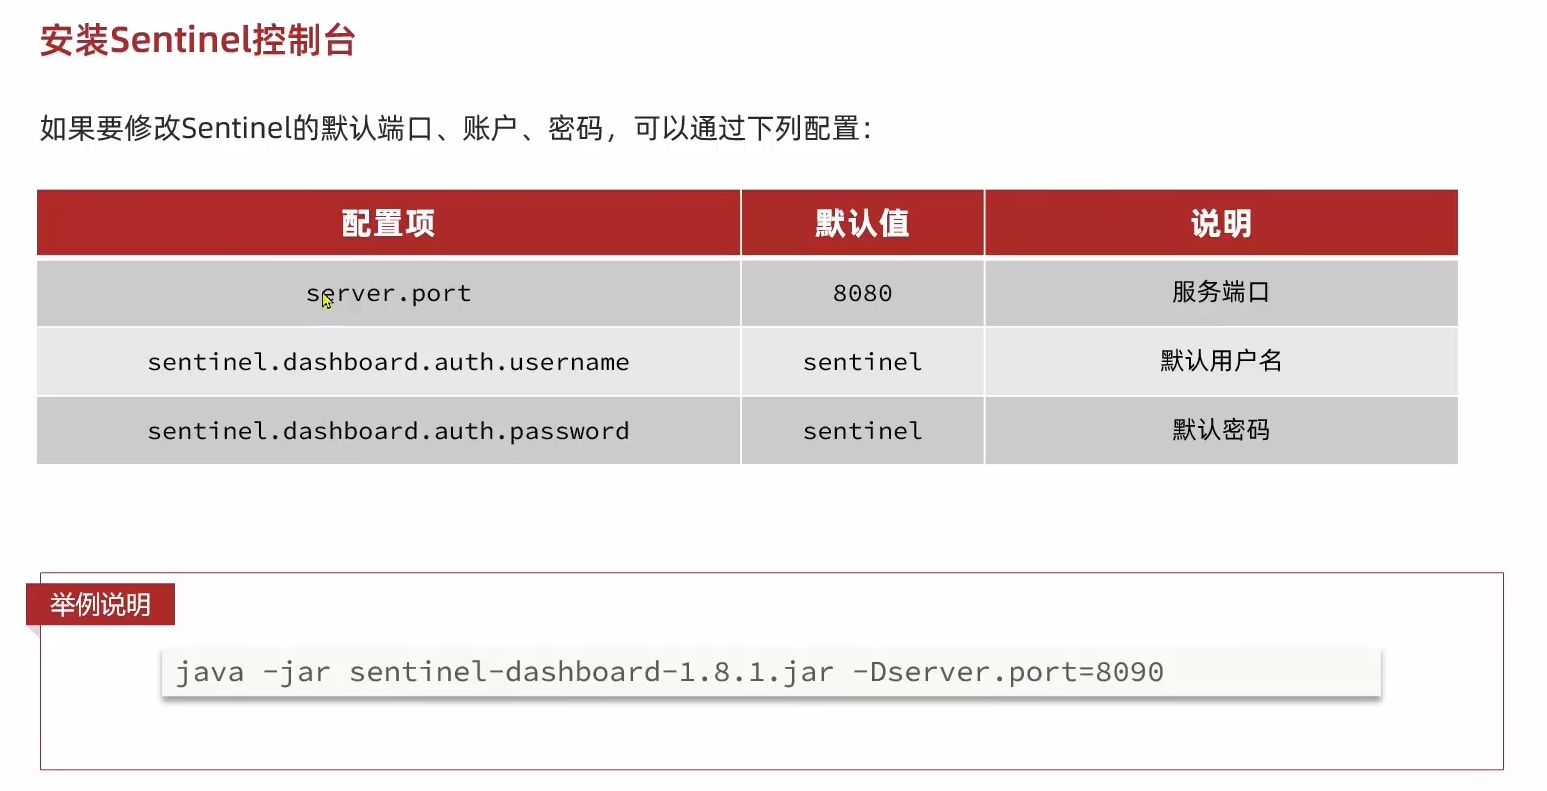 安装Sentinel控制台
如果要修改Sentinel的默认端口、账户、密码，可以通过下列配置：
配置项 默认值 说明
server.port 8080 服务端口
sentinel.dashboard.auth.username sentinel 默认用户名
sentinel.dashboard.auth.password sentinel 默认密码
举例说明
java -jar sentinel-dashboard-1.8.1.jar -Dserver.port=8090